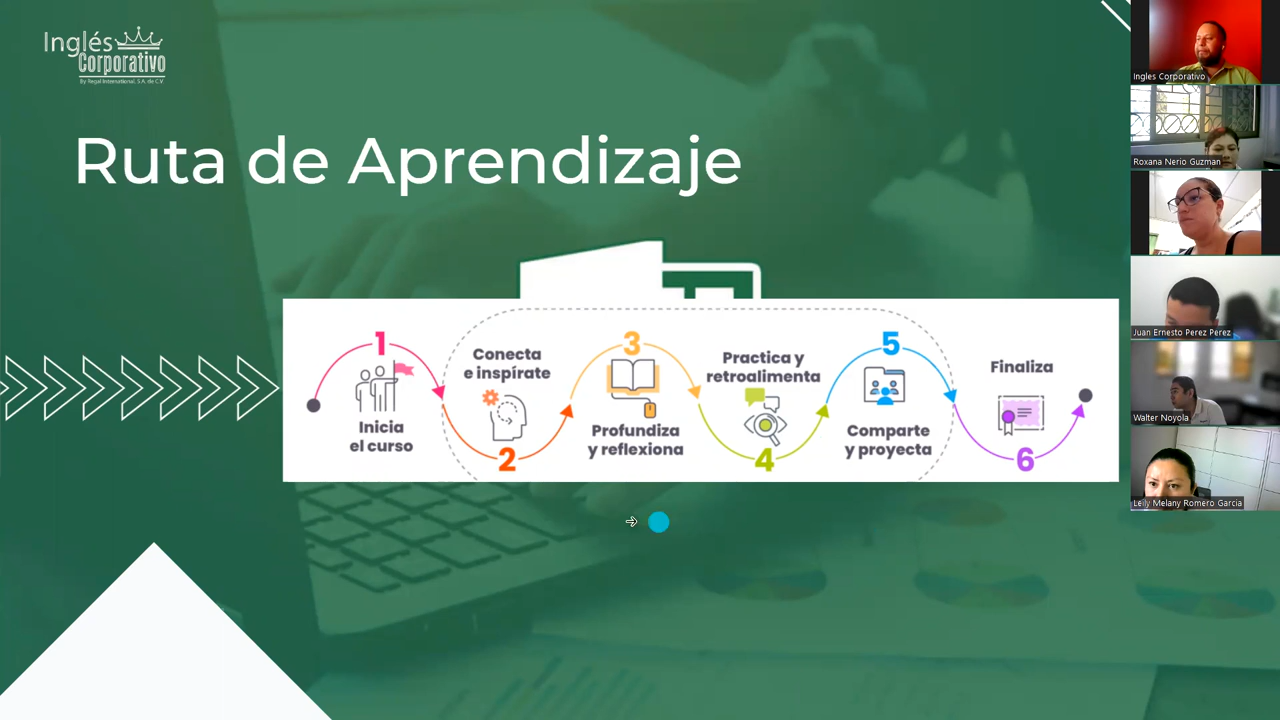 Inglés
Corporativo
By Regal International, S.A. de C.V
Ruta de Aprendizaje
1
Inicia
el curso
Conecta
e inspírate
2
3
Profundiza
y reflexiona
Practica y
retroalimenta
4
5
Comparte
y proyecta
Finaliza
6
Ingles Corporativo
Roxana Nerio Guzman
Juan Ernesto Perez Perez
Walter Noyola
Leily Melany Romero Garcia